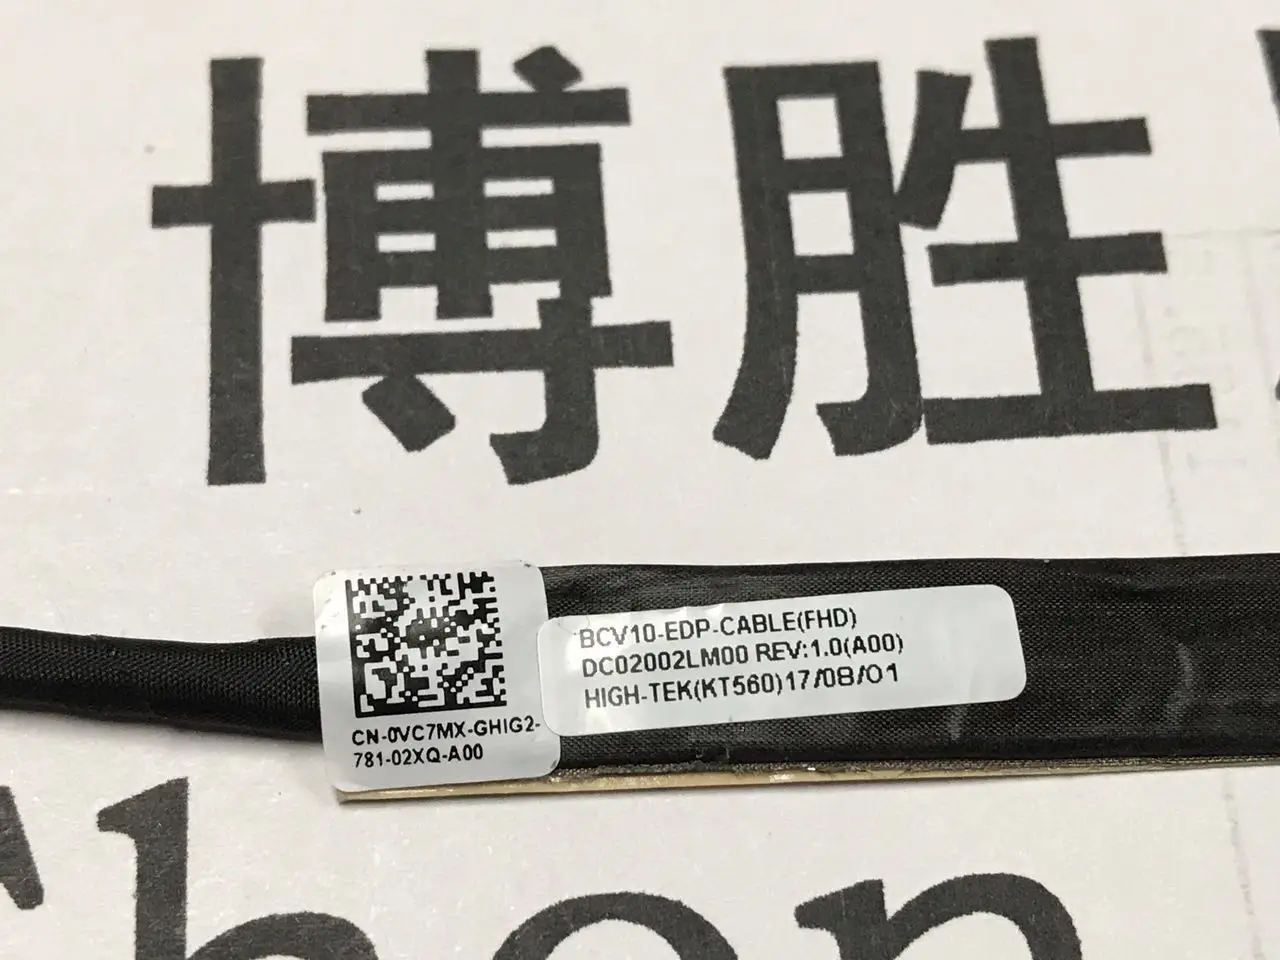 博胜
BCV10-EDP-CABLE(FHD)
DC02002LM00 REV:1.0(A00)
HIGH-TEK(KT560)17/08/01
CN-0VC7MX-GHIG2-
781-02XQ-A00